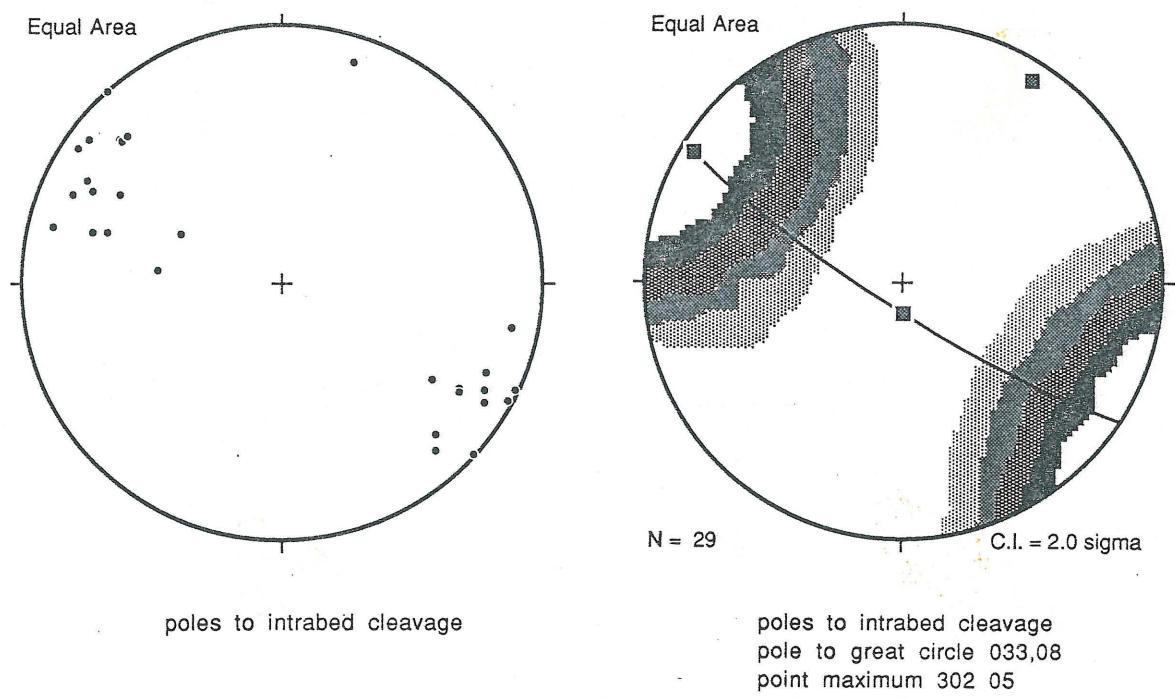 Equal Area
poles to intrabed cleavage
Equal Area
N = 29
C.I. = 2.0 sigma
poles to intrabed cleavage
pole to great circle 033,08
point maximum 302 05